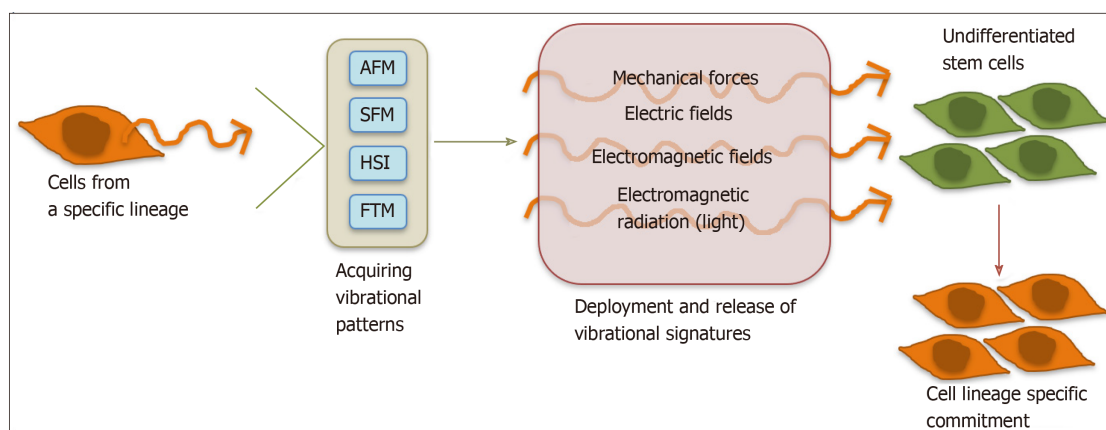 Cells from
a specific lineage
AFM
SFM
HSI
FTM
Acquiring
vibrational
patterns
Mechanical forces
Electric fields
Electromagnetic fields
Electromagnetic
radiation (light)
Deployment and release of
vibrational signatures
Undifferentiated
stem cells
Cell lineage specific
commitment